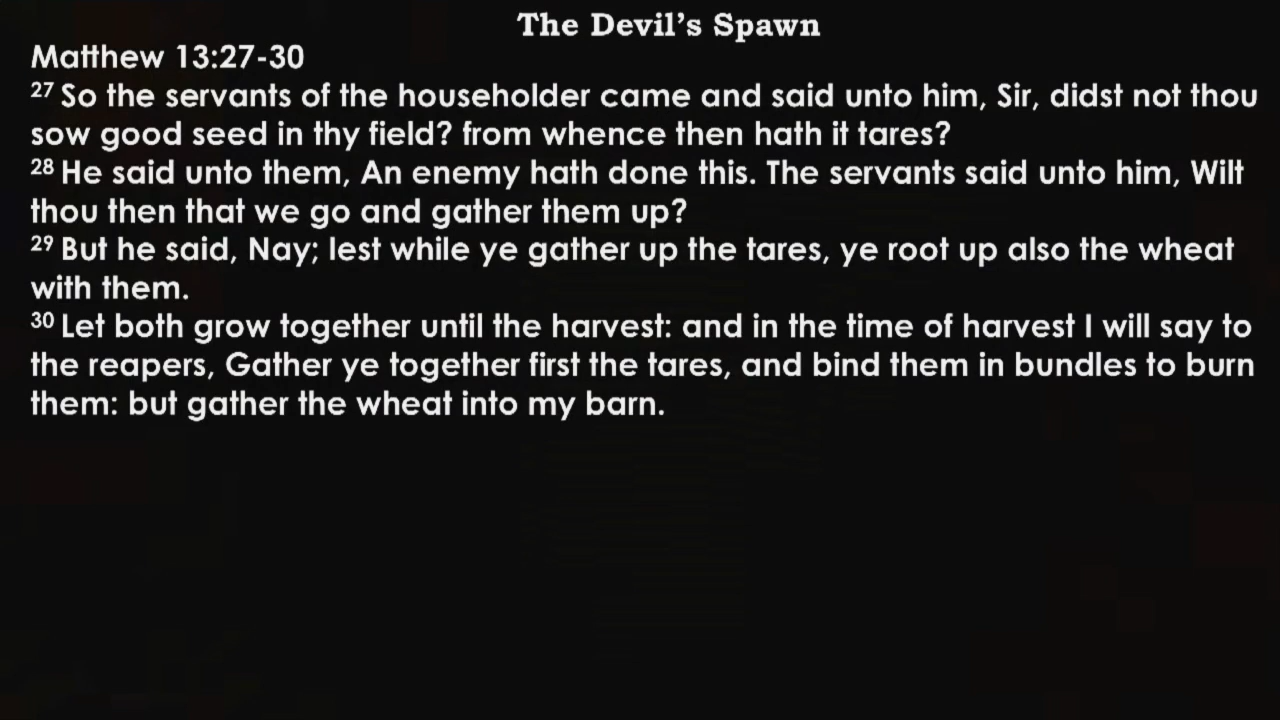 The Devil’s Spawn
Matthew 13:27-30
27 So the servants of the householder came and said unto him, Sir, didst not thou
sow good seed in thy field? from whence then hath it tares?
28 He said unto them, An enemy hath done this. The servants said unto him, Wilt
thou then that we go and gather them up?
29 But he said, Nay; lest while ye gather up the tares, ye root up also the wheat
with them.
30 Let both grow together until the harvest: and in the time of harvest I will say to
the reapers, Gather ye together first the tares, and bind them in bundles to burn
them: but gather the wheat into my barn.